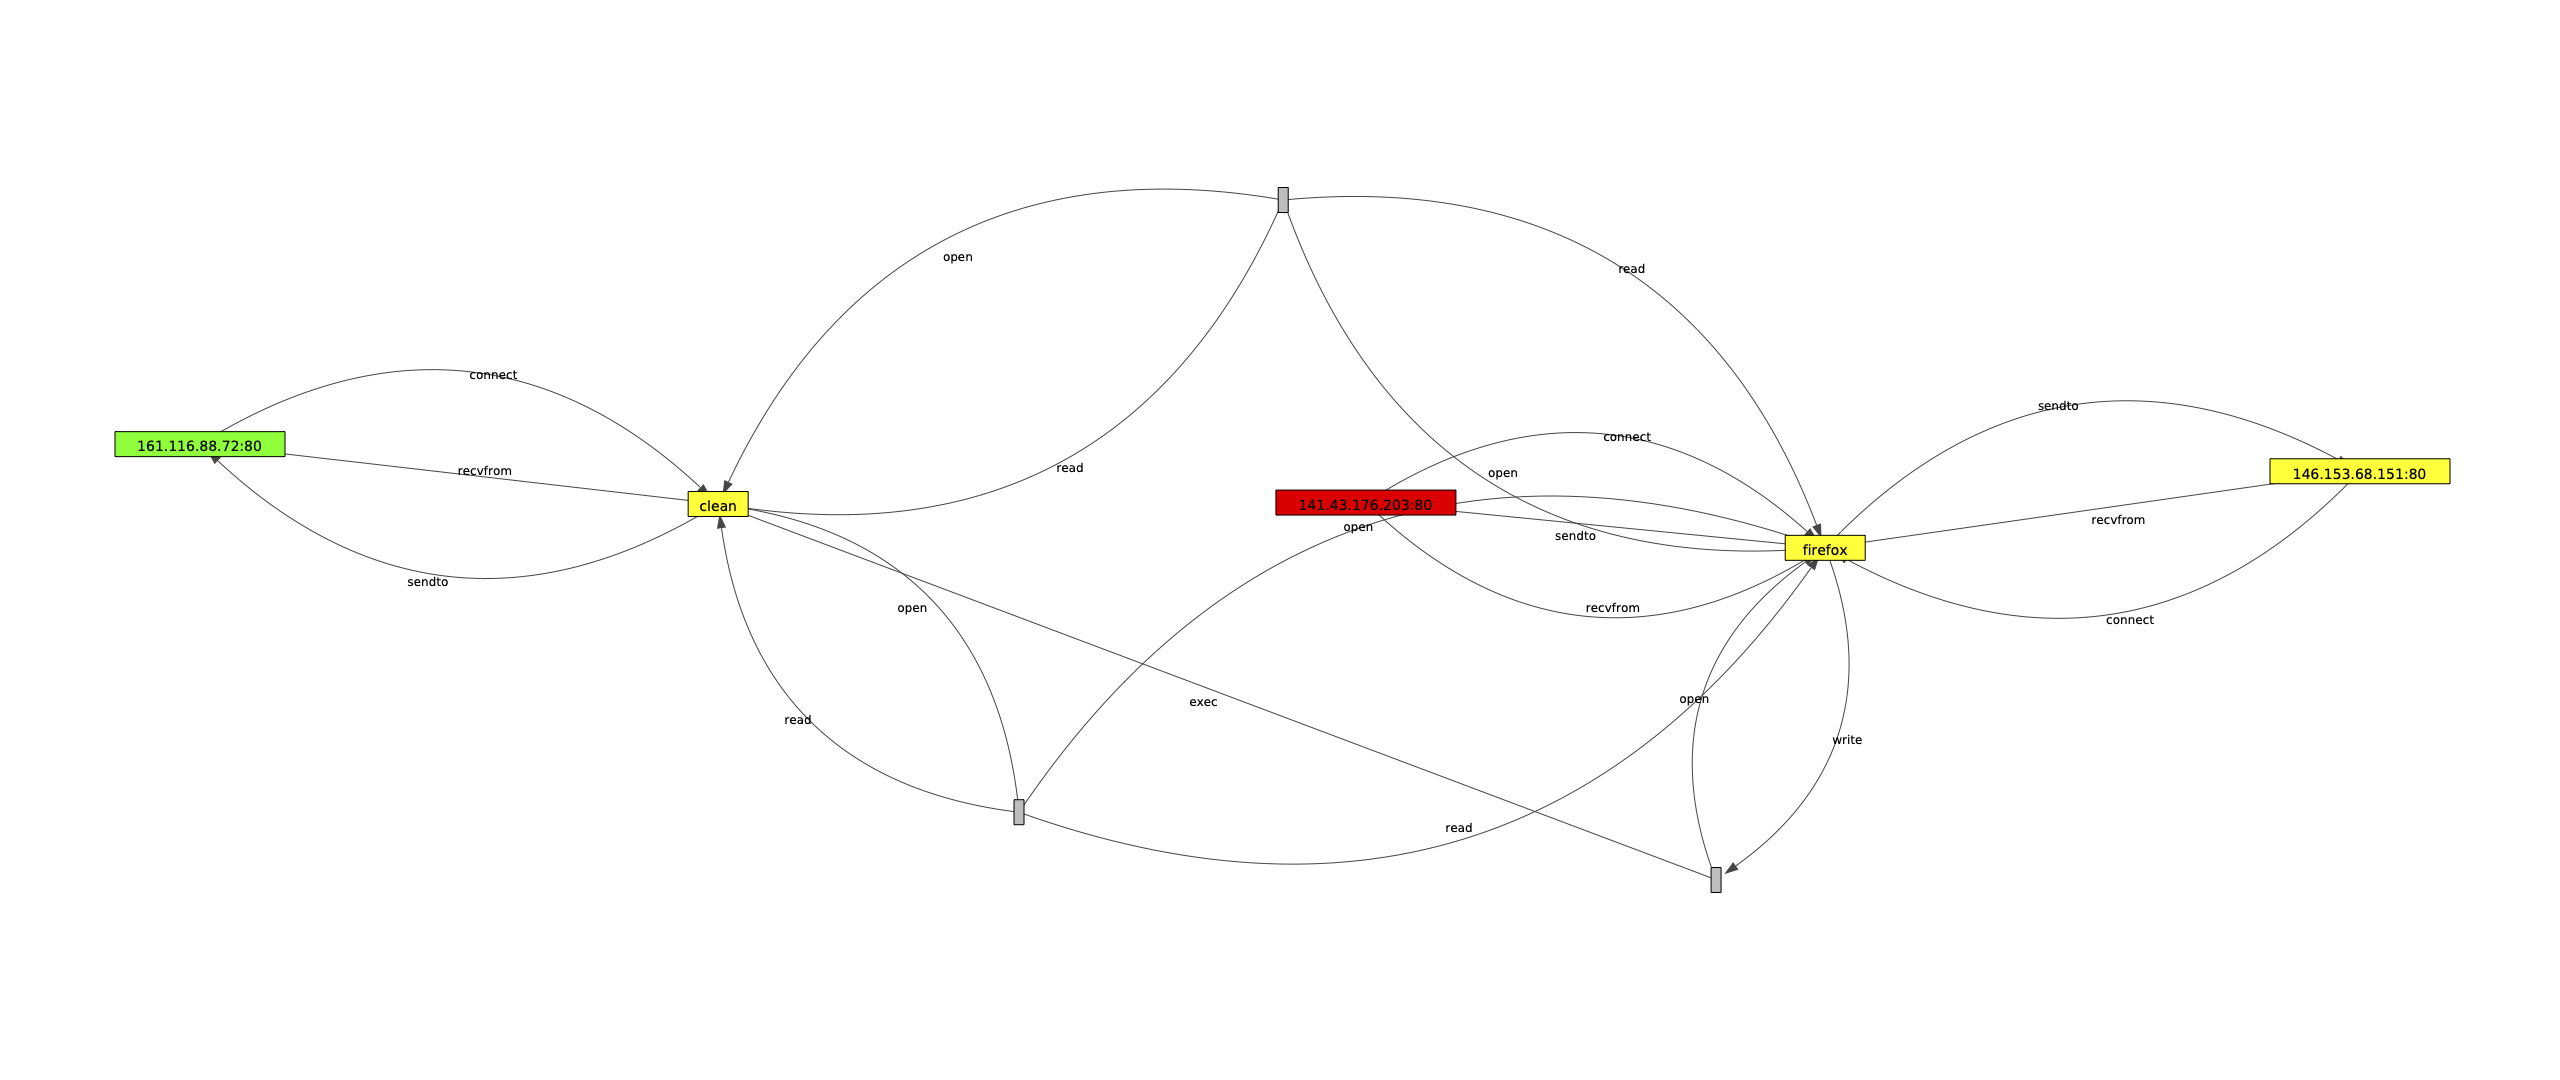 open
read
connect
sendto
connect
161.116.88.72:80
recvfrom
read
open
146.153.68.151:80
clean
141.43.176.203:80
recvfrom
open
sendto
firefox
sendto
open
recvfrom
connect
exec
open
read
write
read